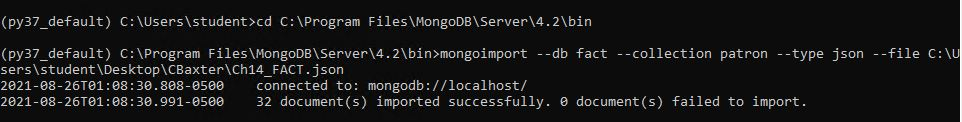 (py37_default) C:\Users\student>cd C:\Program Files\MongoDB\Server\4.2\bin
(py37_default) C:\Program Files\MongoDB\Server\4.2\bin>mongoimport --db fact --collection patron --type json --file C:\U
sers\student\Desktop\CBaxter\Ch14_FACT.json
2021-08-26T01:08:30.808-0500    connected to: mongodb://localhost/
2021-08-26T01:08:30.991-0500    32 document(s) imported successfully. 0 document(s) failed to import.